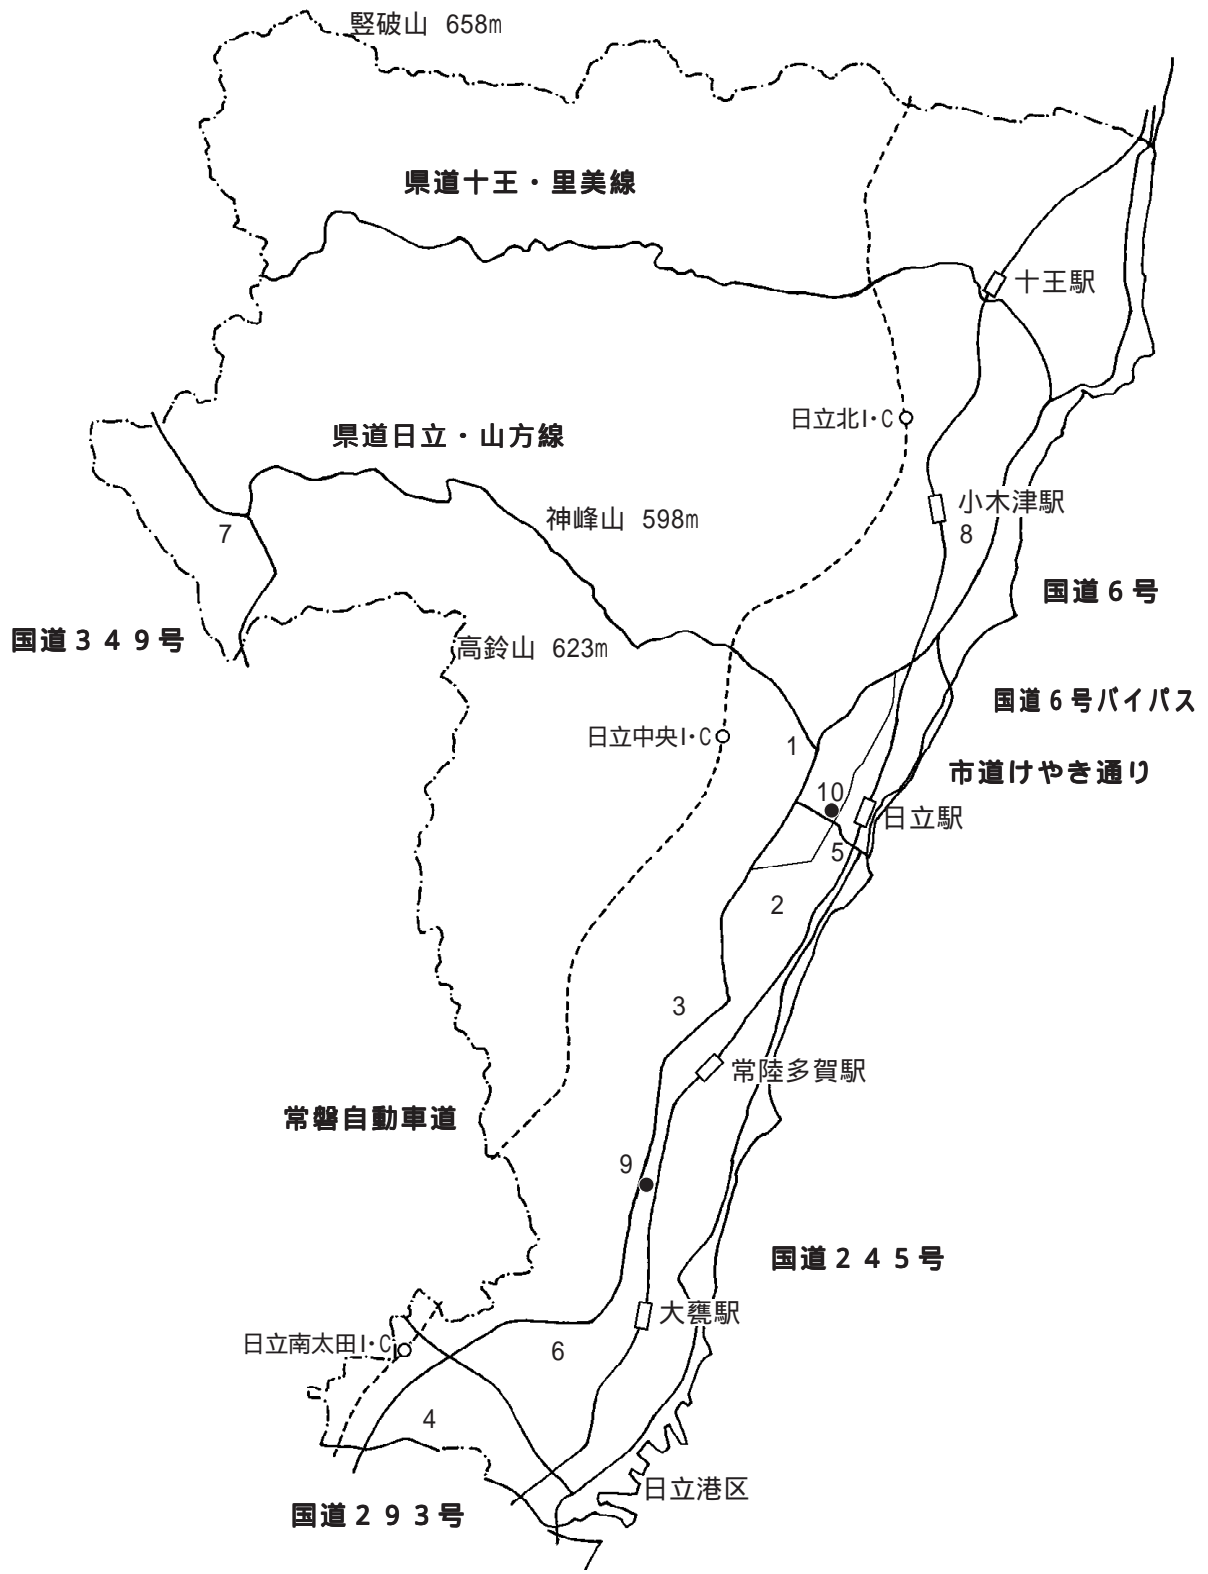 竪破山 658m
県道十王・里美線
十王駅
日立北I・C
県道日立・山方線
小木津駅
神峰山 598m
7
8
国道6号
国道349号
高鈴山 623m
国道6号バイパス
日立中央I・C
1
市道けやき通り
10
日立駅
5
2
3
常陸多賀駅
常磐自動車道
9
国道245号
大甕駅
日立南太田I・C
6
4
日立港区
国道293号